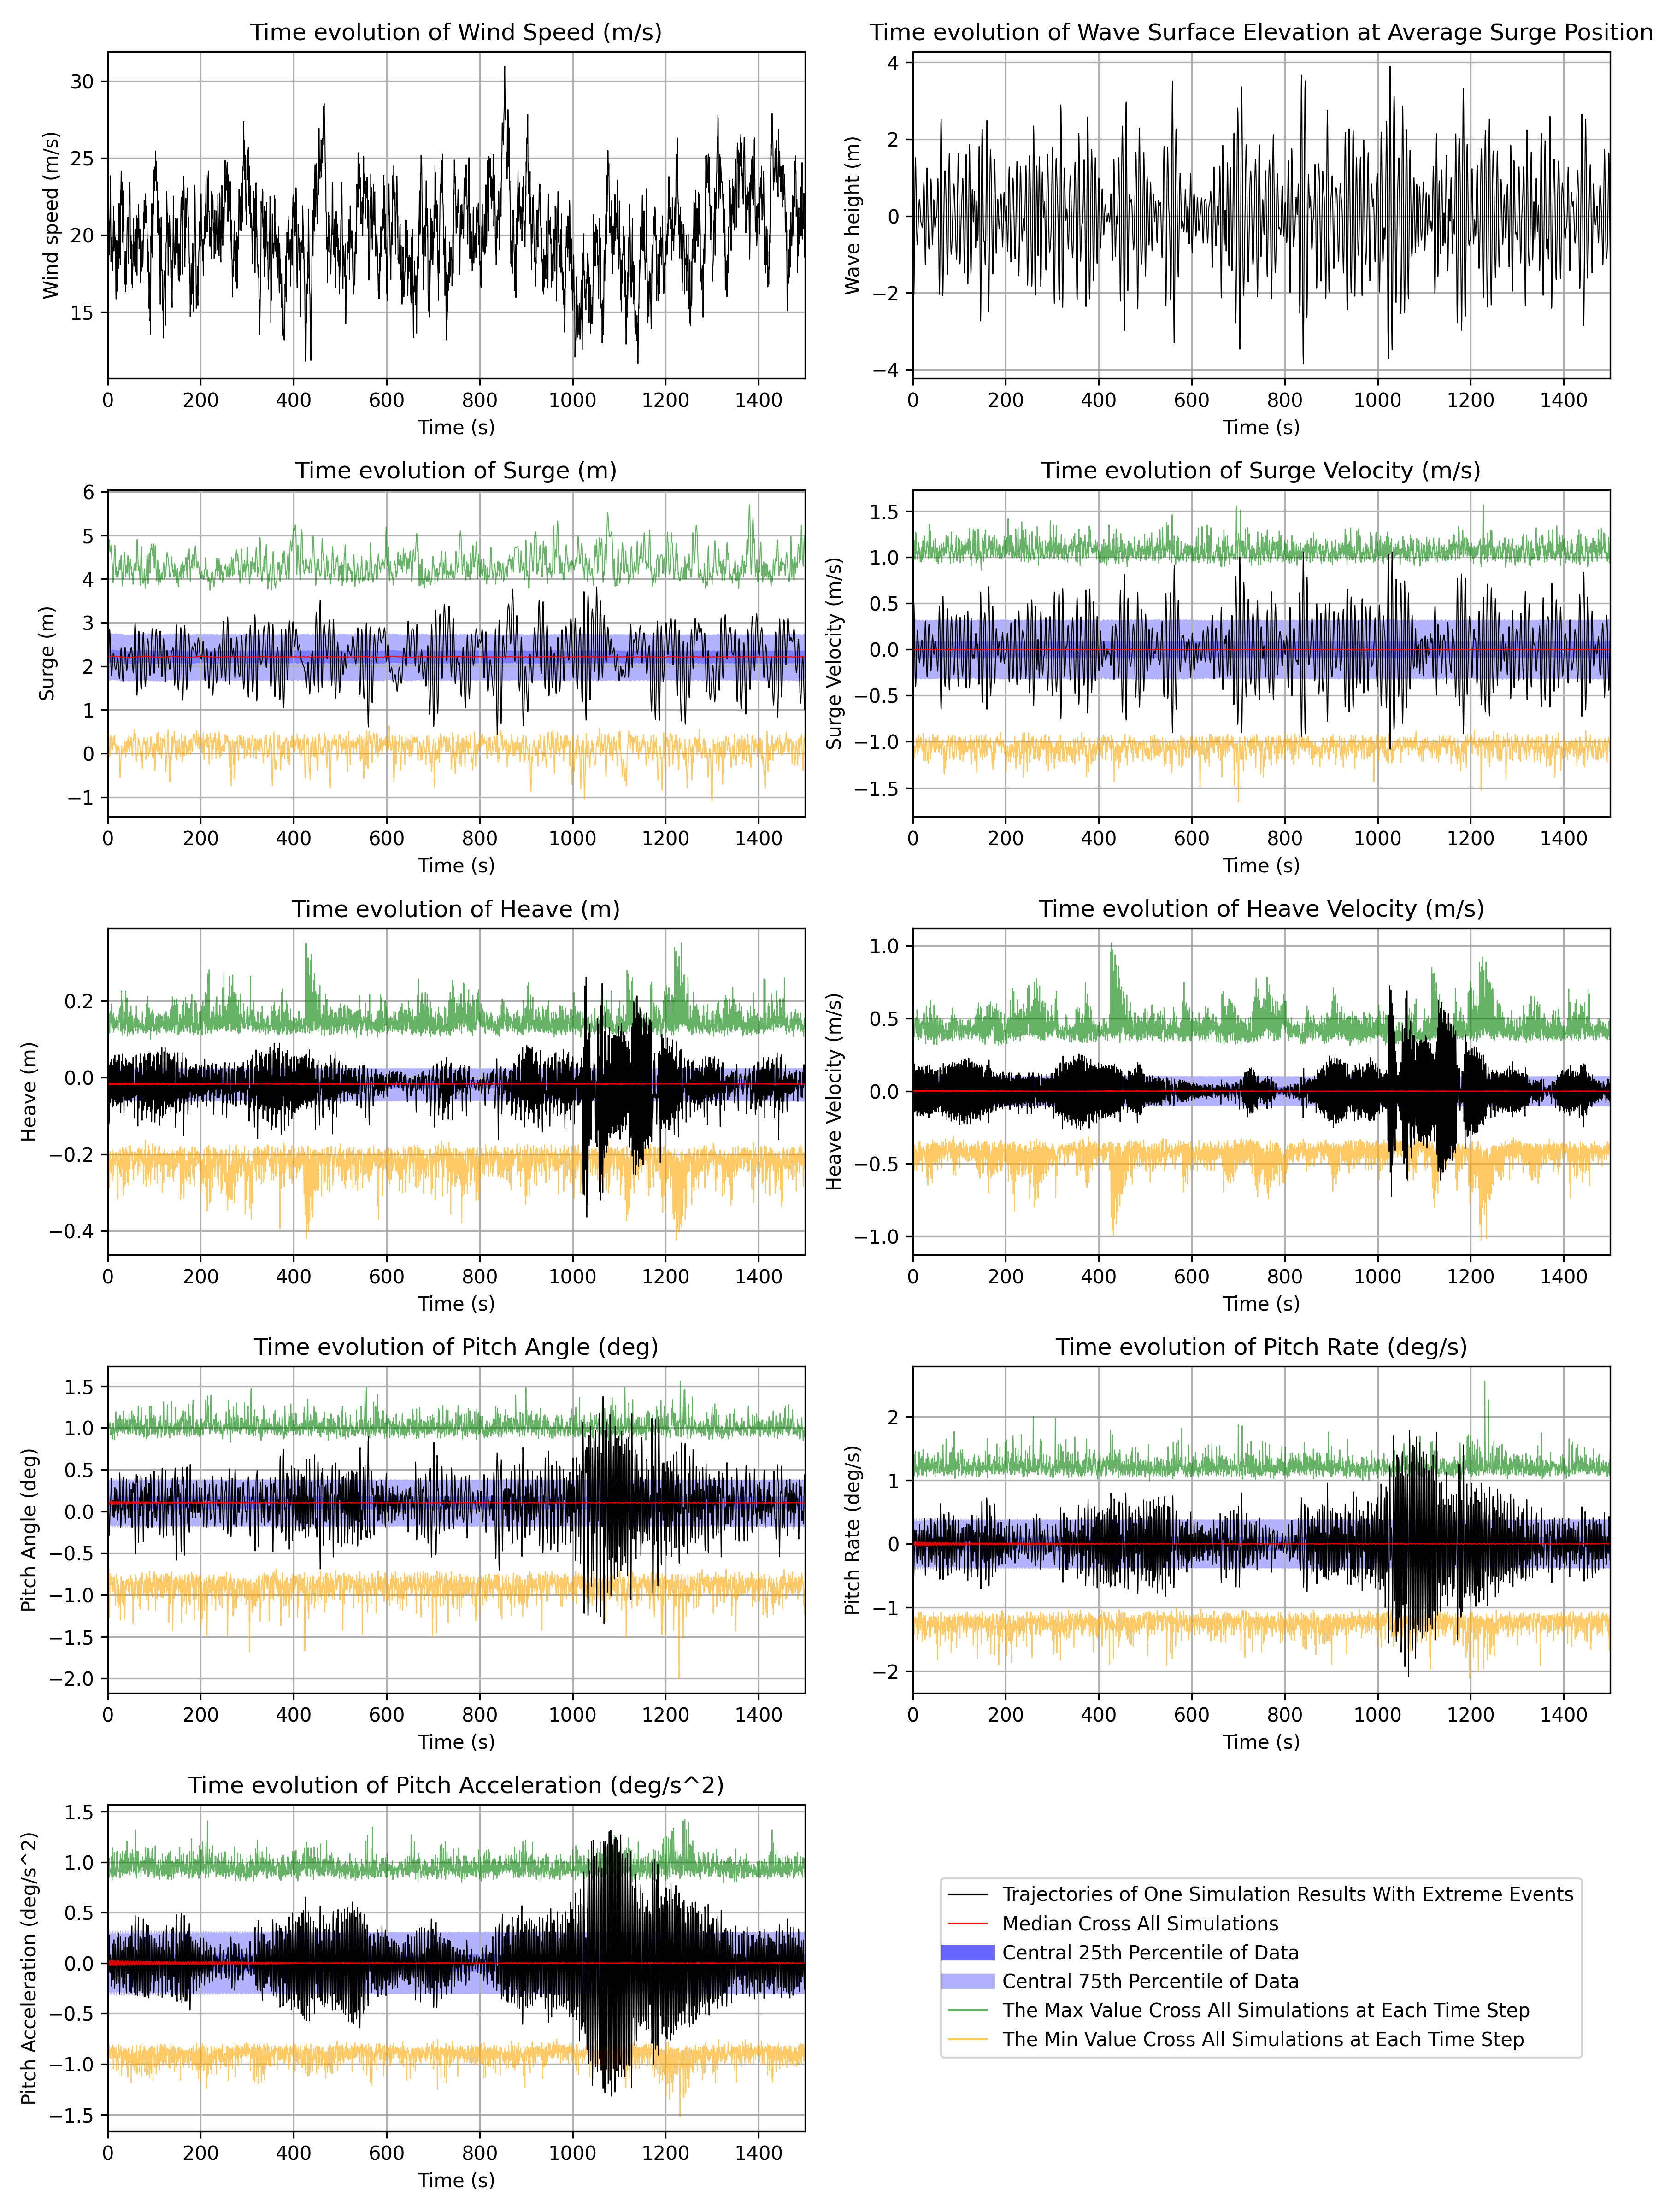 Time evolution of Wind Speed (m/s)
Wind speed (m/s)
30
25
20
15
0 200 400 600 800 1000 1200 1400
Time (s)
Time evolution of Wave Surface Elevation at Average Surge Position
Wave height (m)
4
2
0
−2
−4
0 200 400 600 800 1000 1200 1400
Time (s)
Time evolution of Surge (m)
Surge (m)
6
5
4
3
2
1
0
−1
0 200 400 600 800 1000 1200 1400
Time (s)
Time evolution of Surge Velocity (m/s)
Surge Velocity (m/s)
1.5
1.0
0.5
0.0
−0.5
−1.0
−1.5
0 200 400 600 800 1000 1200 1400
Time (s)
Time evolution of Heave (m)
Heave (m)
0.2
0.0
−0.2
−0.4
0 200 400 600 800 1000 1200 1400
Time (s)
Time evolution of Heave Velocity (m/s)
Heave Velocity (m/s)
1.0
0.5
0.0
−0.5
−1.0
0 200 400 600 800 1000 1200 1400
Time (s)
Time evolution of Pitch Angle (deg)
Pitch Angle (deg)
1.5
1.0
0.5
0.0
−0.5
−1.0
−1.5
−2.0
0 200 400 600 800 1000 1200 1400
Time (s)
Time evolution of Pitch Rate (deg/s)
Pitch Rate (deg/s)
2
1
0
−1
−2
0 200 400 600 800 1000 1200 1400
Time (s)
Time evolution of Pitch Acceleration (deg/s^2)
Pitch Acceleration (deg/s^2)
1.5
1.0
0.5
0.0
−0.5
−1.0
−1.5
0 200 400 600 800 1000 1200 1400
Time (s)
Trajectories of One Simulation Results With Extreme Events
Median Cross All Simulations
Central 25th Percentile of Data
Central 75th Percentile of Data
The Max Value Cross All Simulations at Each Time Step
The Min Value Cross All Simulations at Each Time Step